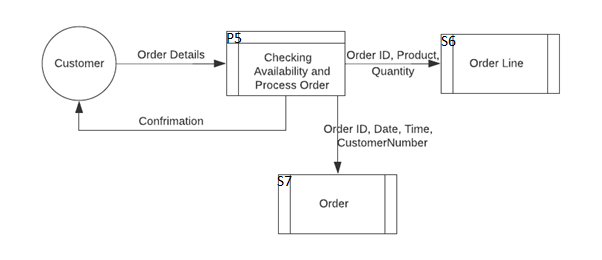 P5
S6
Customer
Order Details
Checking
Availability and
Process Order
Order ID, Product,
Quantity
Order Line
Confrimation
Order ID, Date, Time,
CustomerNumber
S7
Order